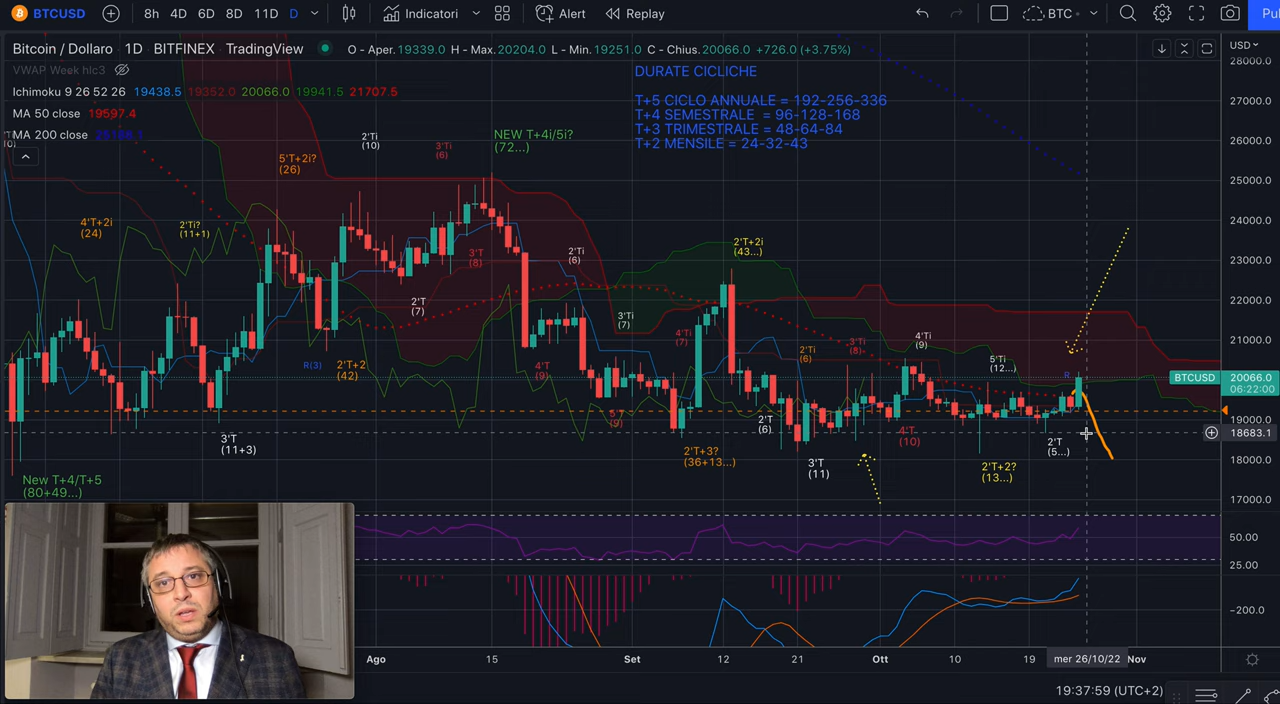 BTCUSD 8h 4D 6D 8D 11D D Indicatori Alert Replay BTC Pu
Bitcoin / Dollaro · 1D · BITFINEX · TradingView O - Aper.19339.0 H - Max.20204.0 L - Min.19251.0 C - Chius.20066.0 +726.0 (+3.75%)
VWAP Week hlc3
Ichimoku 9 26 52 26 19438.5 19352.0 20066.0 19941.5 21707.5
MA 50 close 19597.4
MA 200 close
DURATE CICLICHE
T+5 CICLO ANNUALE = 192-256-336
T+4 SEMESTRALE = 96-128-168
T+3 TRIMESTRALE = 48-64-84
T+2 MENSILE = 24-32-43
USD
28000.0
27000.0
26000.0
25000.0
24000.0
23000.0
22000.0
21000.0
BTCUSD 20066.0
06:22:00
19000.0
18683.1
18000.0
17000.0
50.00
25.00
−200.0
2'Ti
(10)
3'Ti
(6)
NEW T+4i/5i?
(72...)
5'T+2i?
(26)
4'T+2i
(24)
2'Ti?
(11+1)
3'T
(8)
2'Ti
(6)
2'T+2i
(43...)
2'T
(7)
3'Ti
(7)
4'Ti
(7)
2'Ti
(6)
3'Ti
(8)
4'Ti
(9)
5'Ti
(12...)
R(3)
2'T+2
(42)
4'T
(9)
R
5'T
(9)
2'T
(6)
4'T
(10)
3'T
(11+3)
2'T+3?
(36+13...)
3'T
(11)
2'T+2?
(13...)
2'T
(5...)
New T+4/T+5
(80+49...)
Ago 15 Set 12 21 Ott 10 19 mer 26/10/22 Nov
19:37:59 (UTC+2)